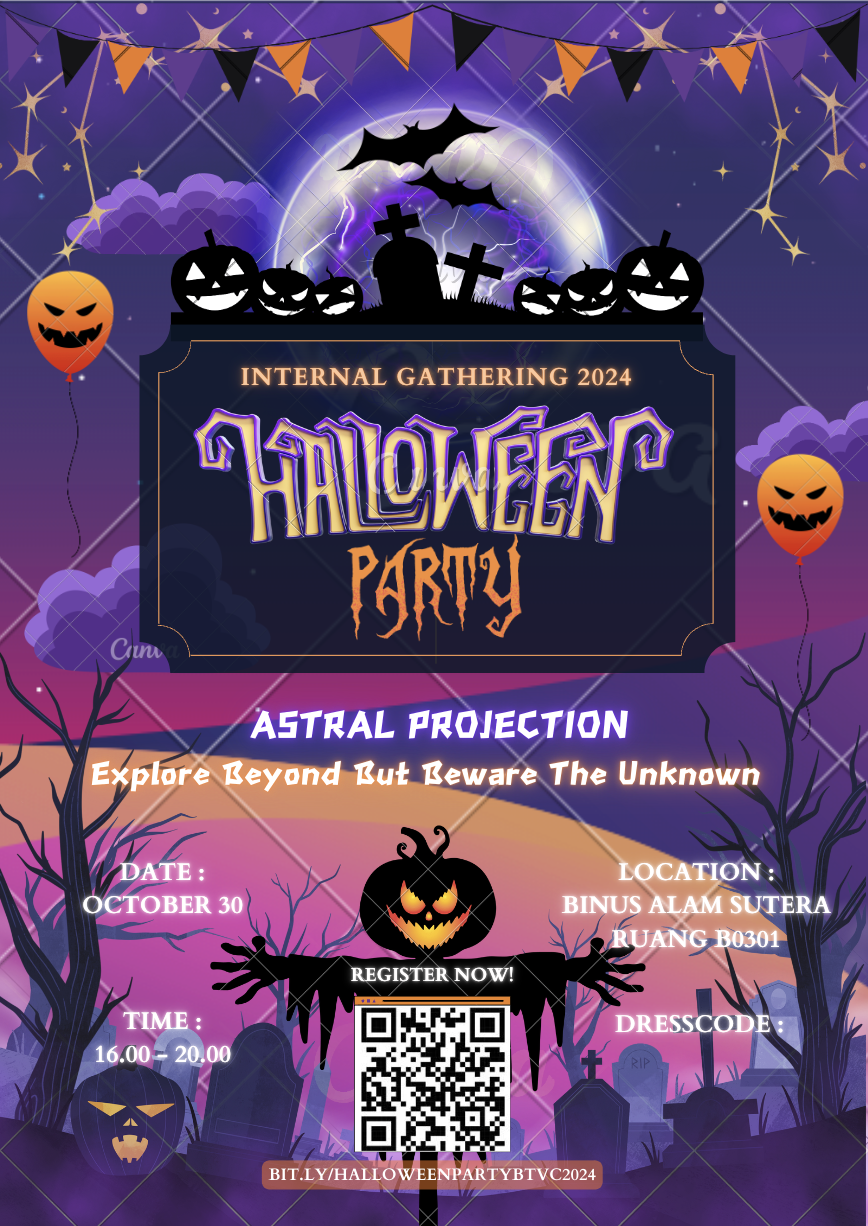 INTERNAL GATHERING 2024
HALLOWEEN
PARTY
Canva
ASTRAL PROJECTION
Explore Beyond But Beware The Unknown
DATE :
OCTOBER 30
LOCATION :
BINUS ALAM SUTERA
RUANG B0301
REGISTER NOW!
TIME :
16.00 – 20.00
DRESSCODE :
RIP
BIT.LY/HALLOWEENPARTYBTVC2024